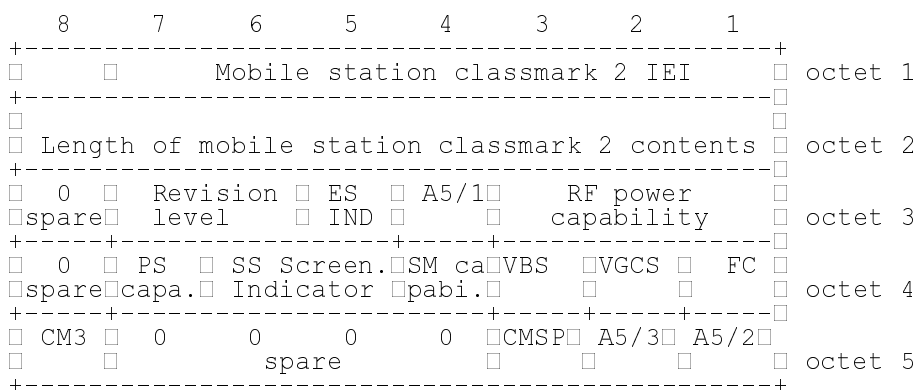 8 7 6 5 4 3 2 1
Mobile station classmark 2 IEI octet 1
Length of mobile station classmark 2 contents octet 2
0 Revision ES A5/1 RF power
spare level IND capability octet 3
0 PS SS Screen. SM ca VBS VGCS FC
spare capa. Indicator pabi. octet 4
CM3 0 0 0 0 CMSP A5/3 A5/2
spare octet 5